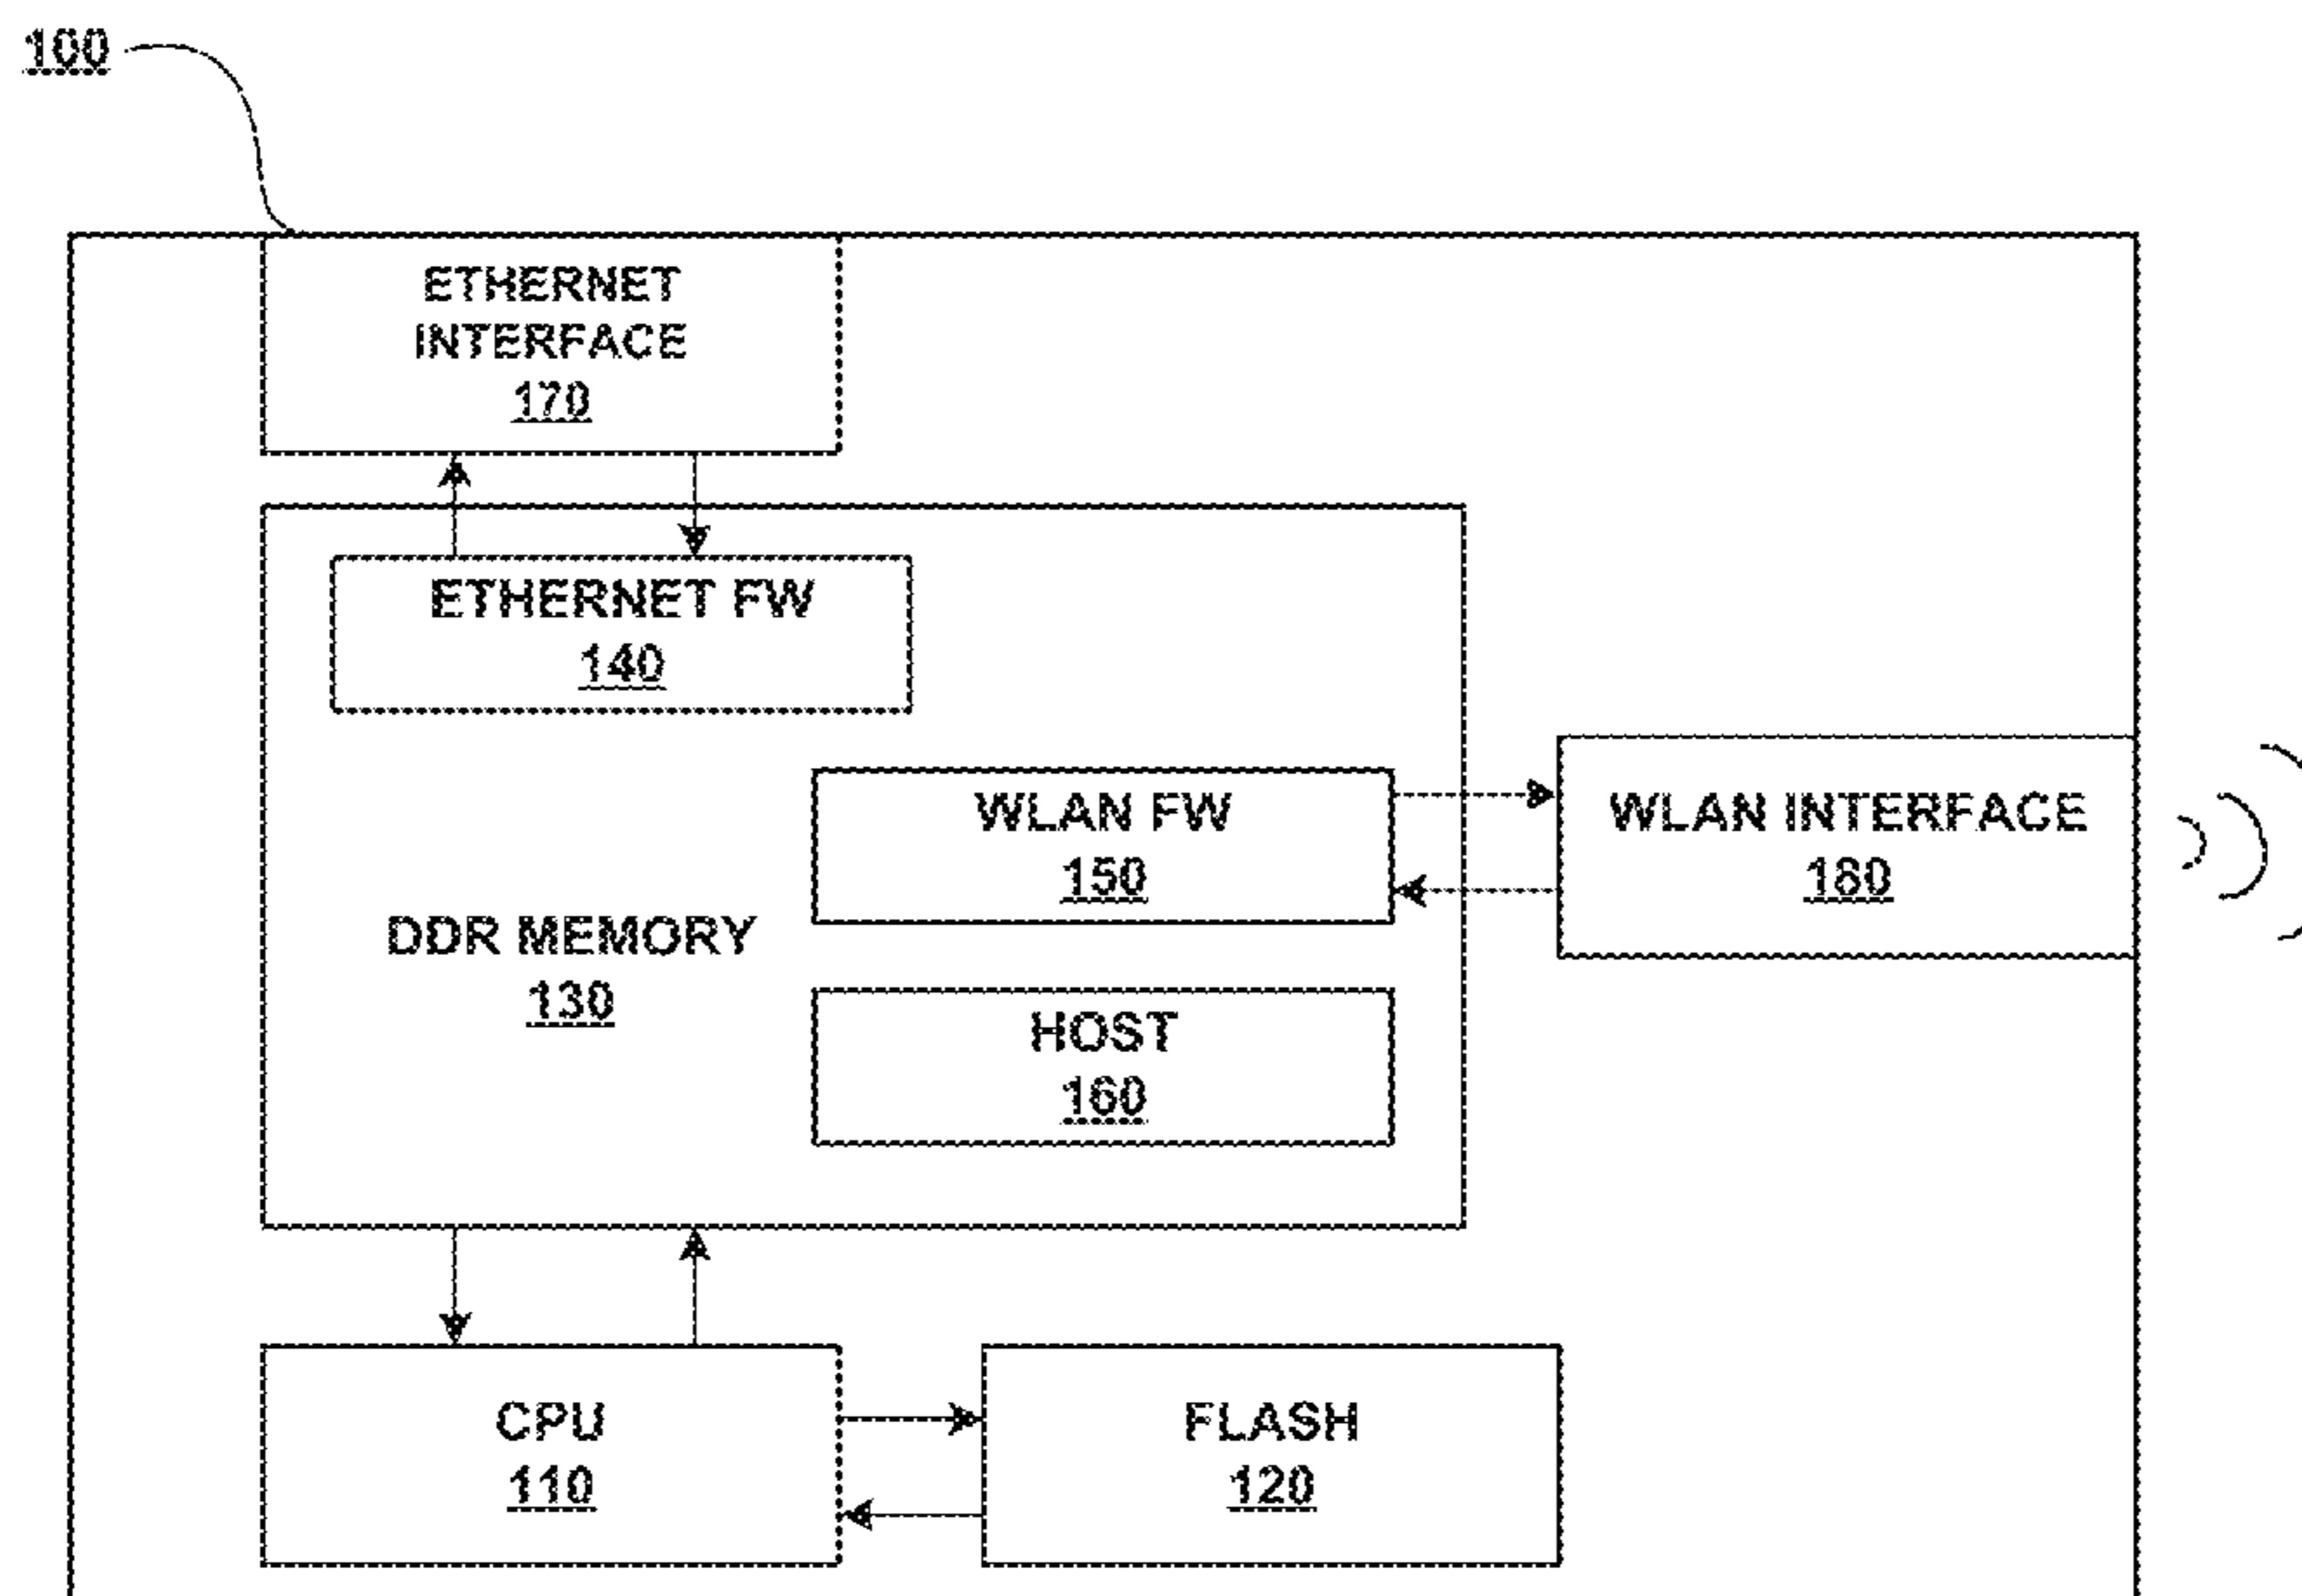 100
ETHERNET
INTERFACE
170
ETHERNET FW
140
WLAN FW
150
WLAN INTERFACE
180
DDR MEMORY
130
HOST
160
CPU
110
FLASH
120